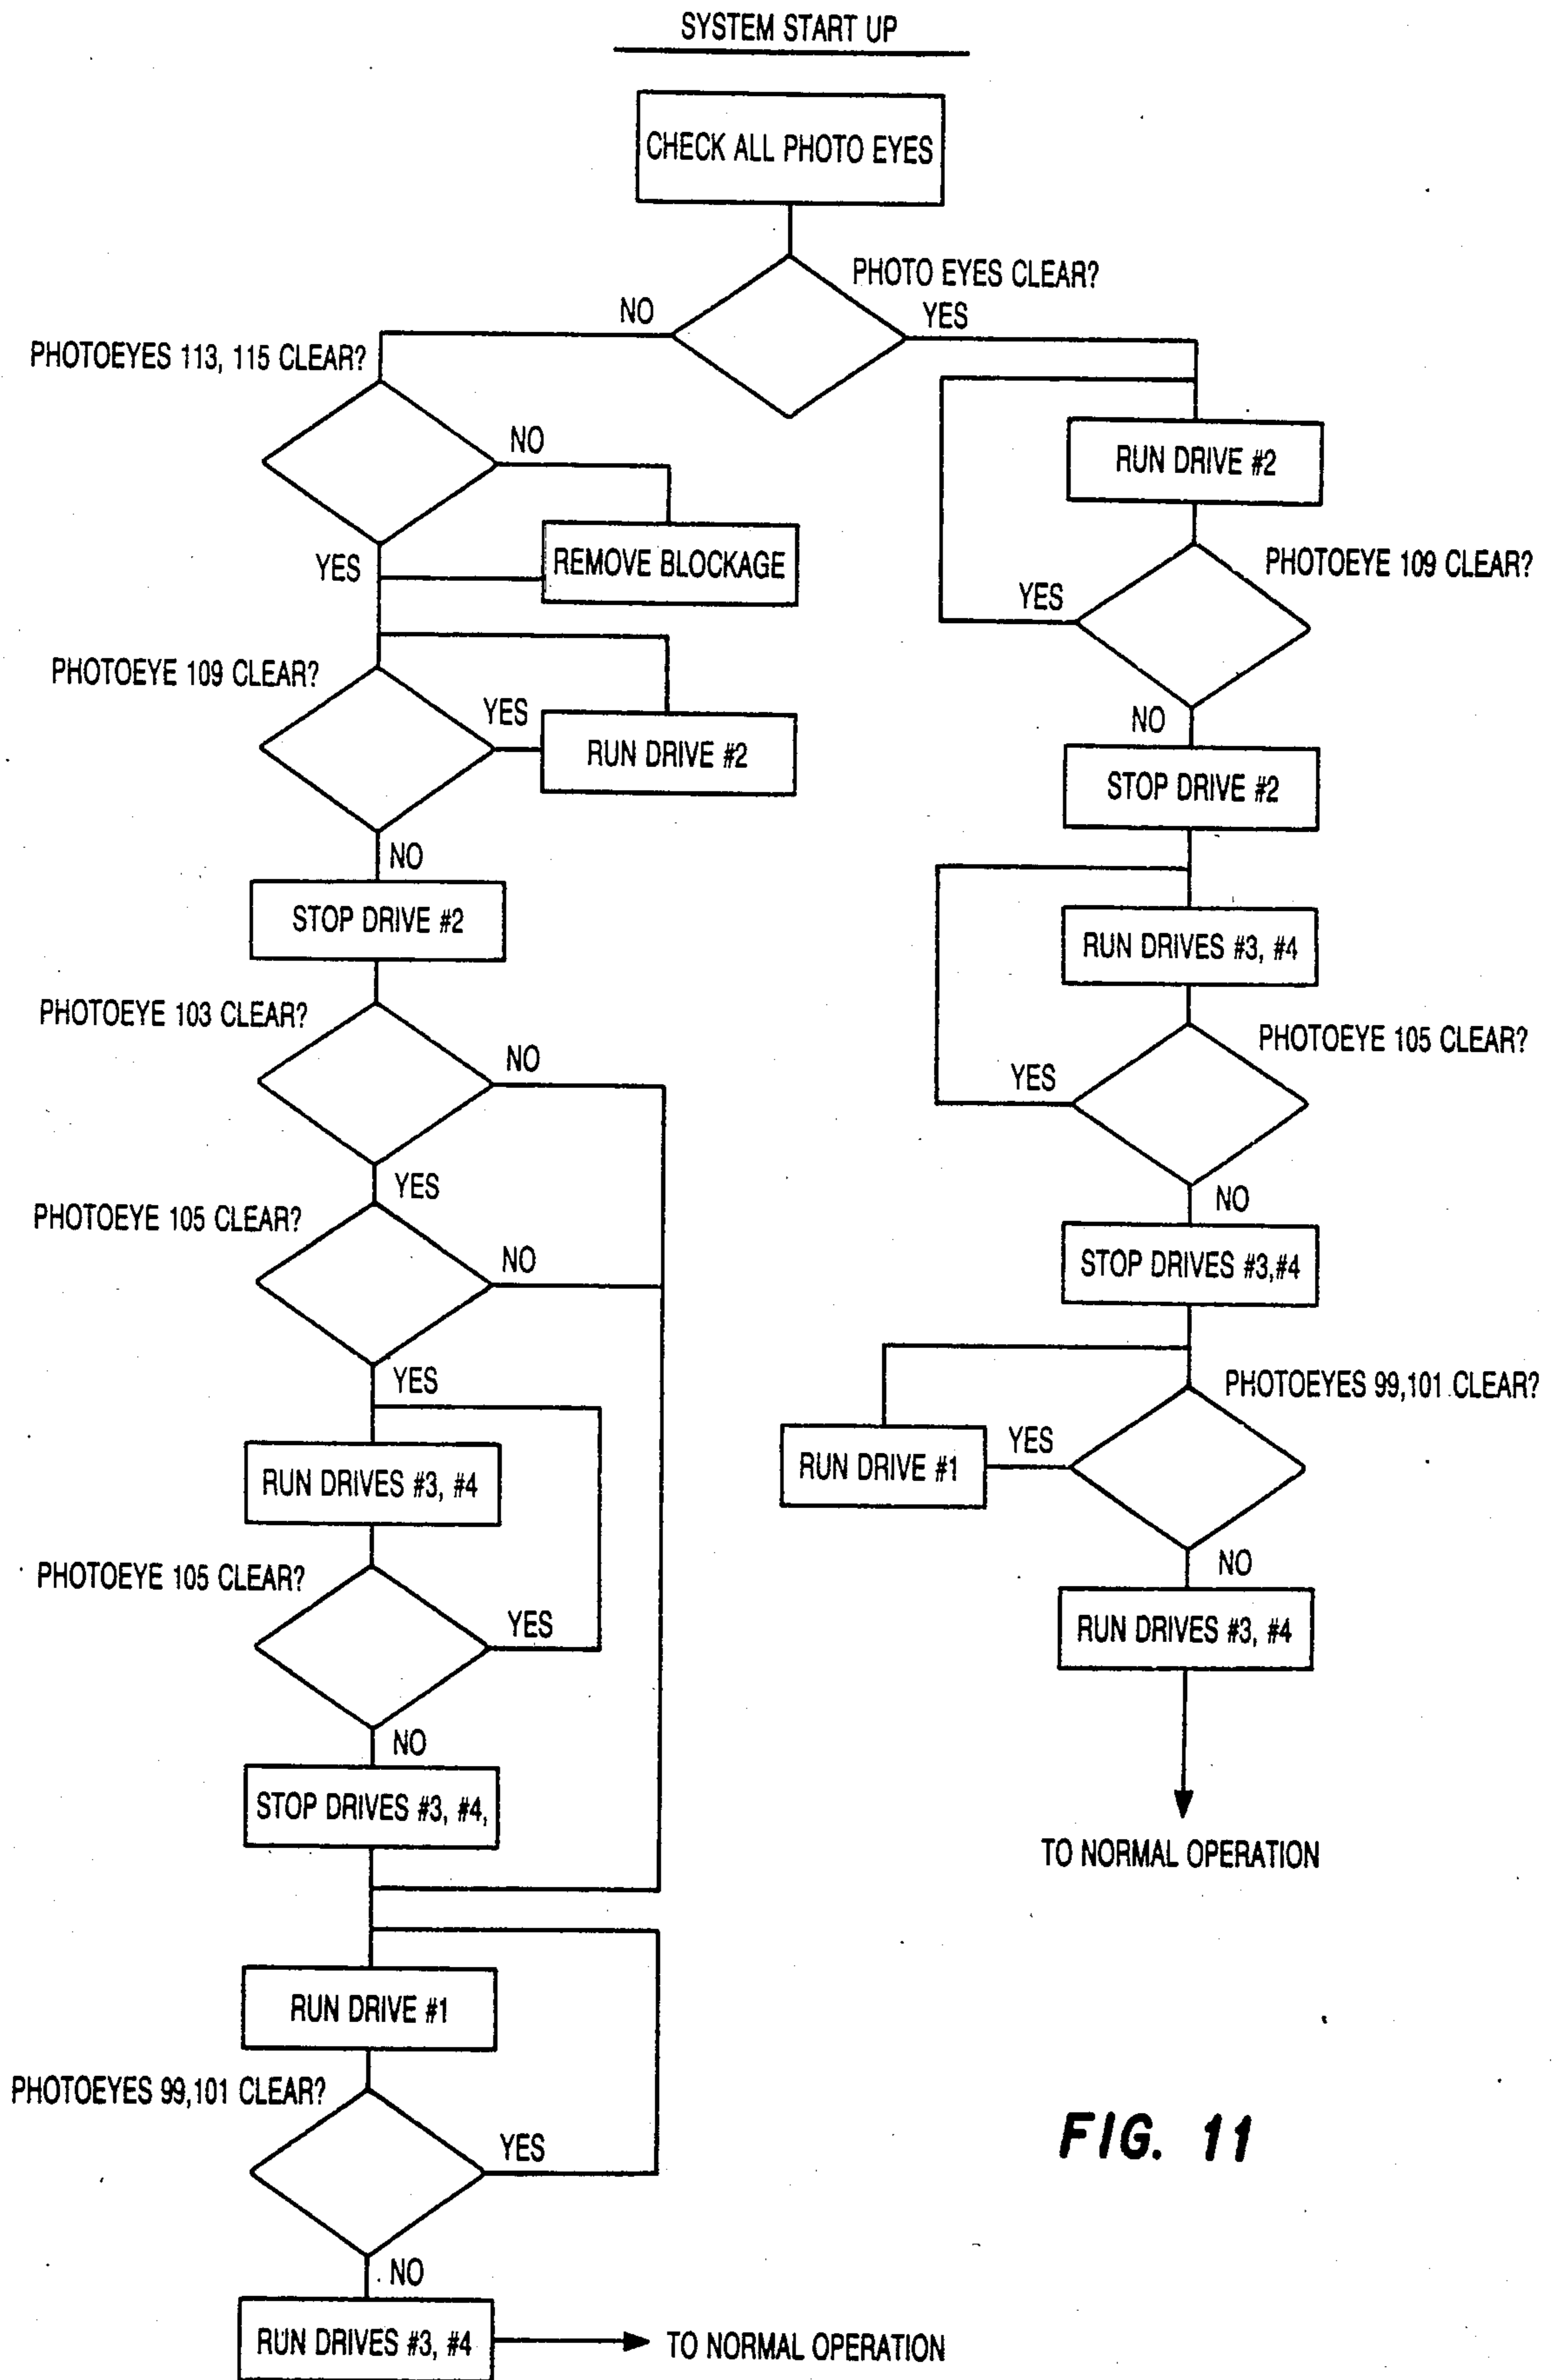 SYSTEM START UP
CHECK ALL PHOTO EYES
PHOTO EYES CLEAR?
NO
YES
PHOTOEYES 113, 115 CLEAR?
NO
REMOVE BLOCKAGE
YES
PHOTOEYE 109 CLEAR?
YES
RUN DRIVE #2
NO
STOP DRIVE #2
PHOTOEYE 103 CLEAR?
NO
YES
PHOTOEYE 105 CLEAR?
NO
YES
RUN DRIVES #3, #4
PHOTOEYE 105 CLEAR?
YES
NO
STOP DRIVES #3, #4,
RUN DRIVE #1
PHOTOEYES 99,101 CLEAR?
YES
NO
RUN DRIVES #3, #4
TO NORMAL OPERATION
RUN DRIVE #2
PHOTOEYE 109 CLEAR?
YES
NO
STOP DRIVE #2
RUN DRIVES #3, #4
PHOTOEYE 105 CLEAR?
YES
NO
STOP DRIVES #3,#4
PHOTOEYES 99,101 CLEAR?
YES
RUN DRIVE #1
NO
RUN DRIVES #3, #4
TO NORMAL OPERATION
FIG. 11